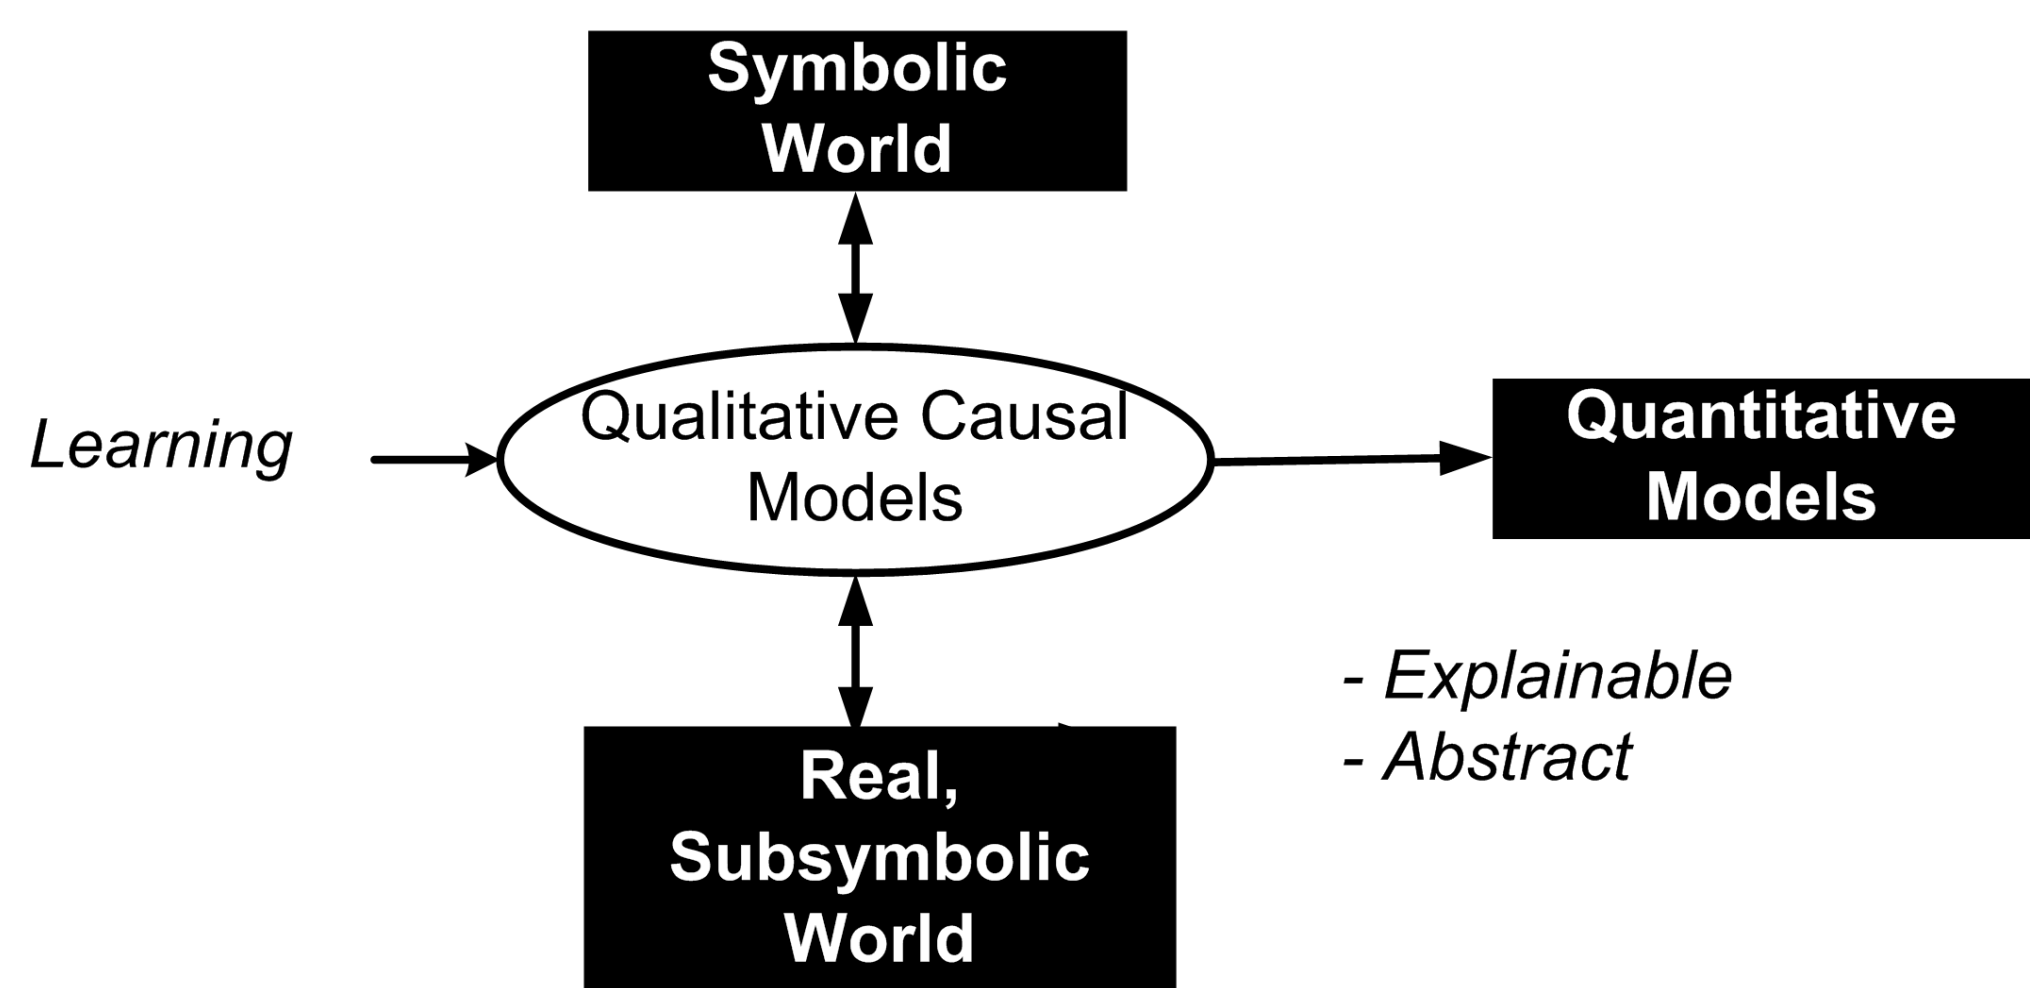 Symbolic
World
Learning
Qualitative Causal
Models
Quantitative
Models
- Explainable
- Abstract
Real,
Subsymbolic
World